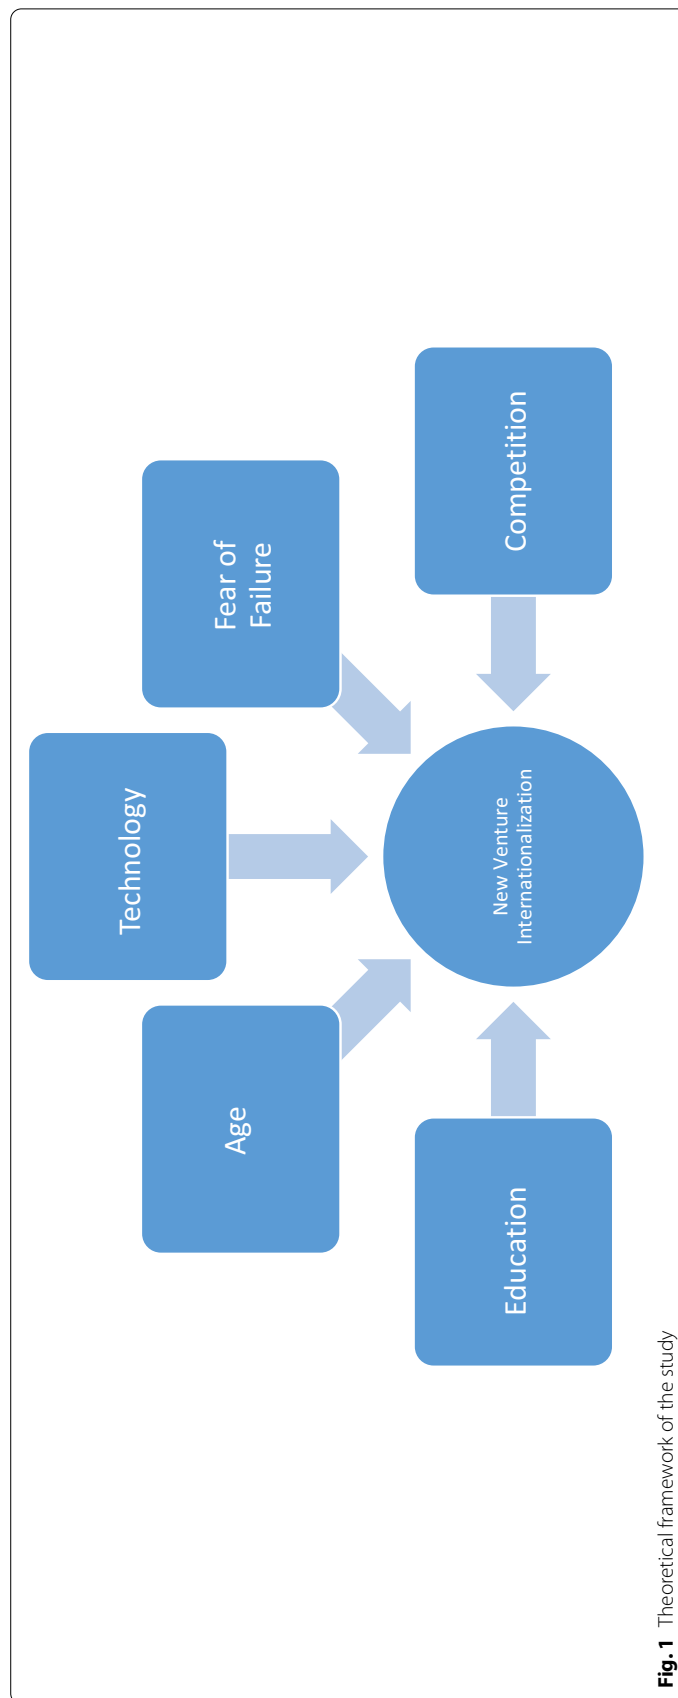 Technology
Age
Fear of
Failure
Education
New Venture
Internationalization
Competition
Fig. 1 Theoretical framework of the study